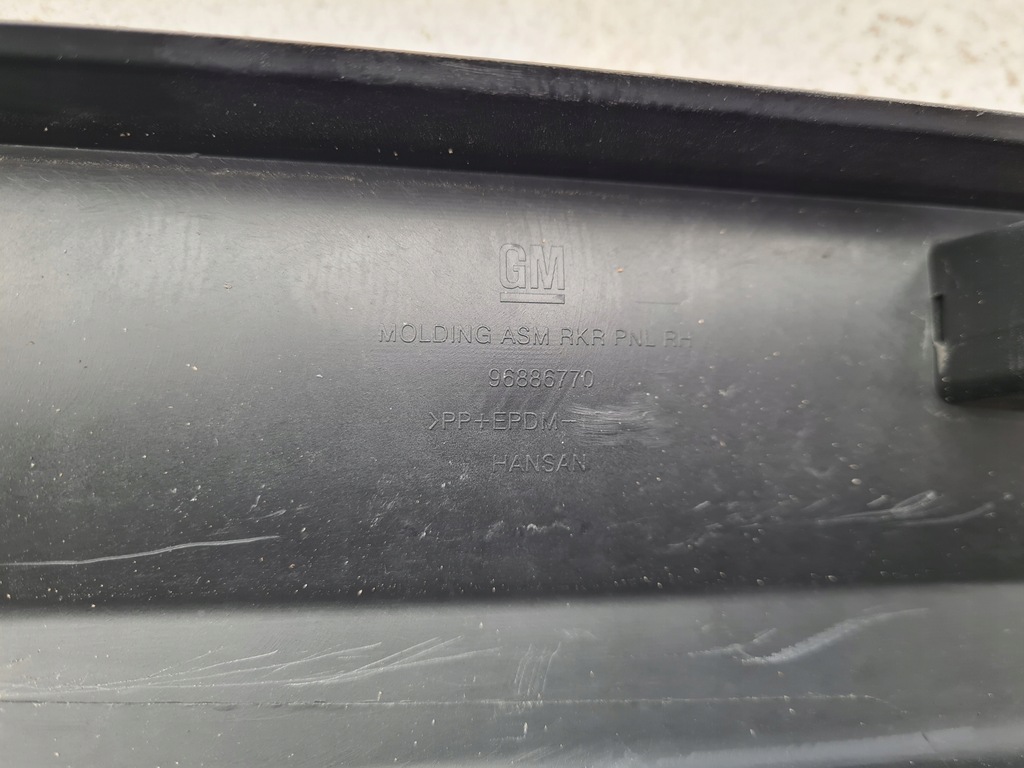 GM
MOLDING ASM RKR PNL RH
96886770
>PP+EPDM-
HANSAN